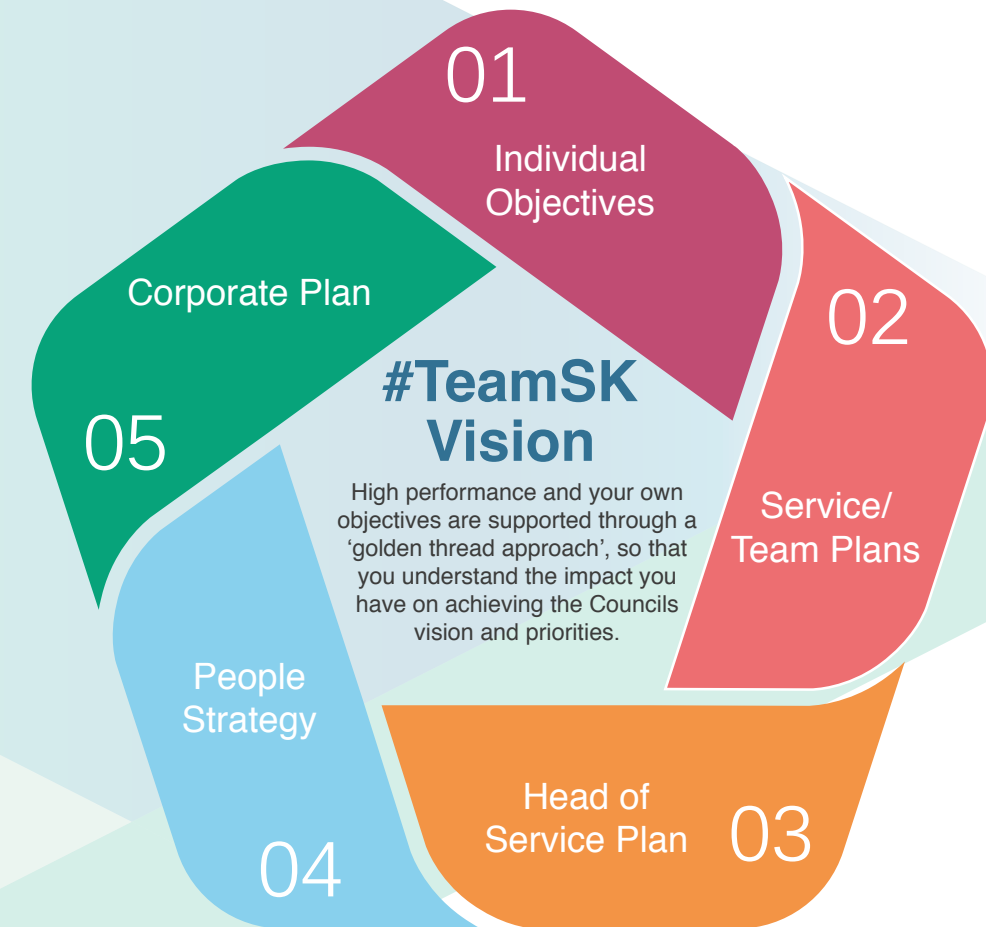 01
Individual
Objectives
02
Service/
Team Plans
Head of
Service Plan
03
People
Strategy
04
Corporate Plan
05
#TeamSK
Vision
High performance and your own
objectives are supported through a
‘golden thread approach’, so that
you understand the impact you
have on achieving the Councils
vision and priorities.